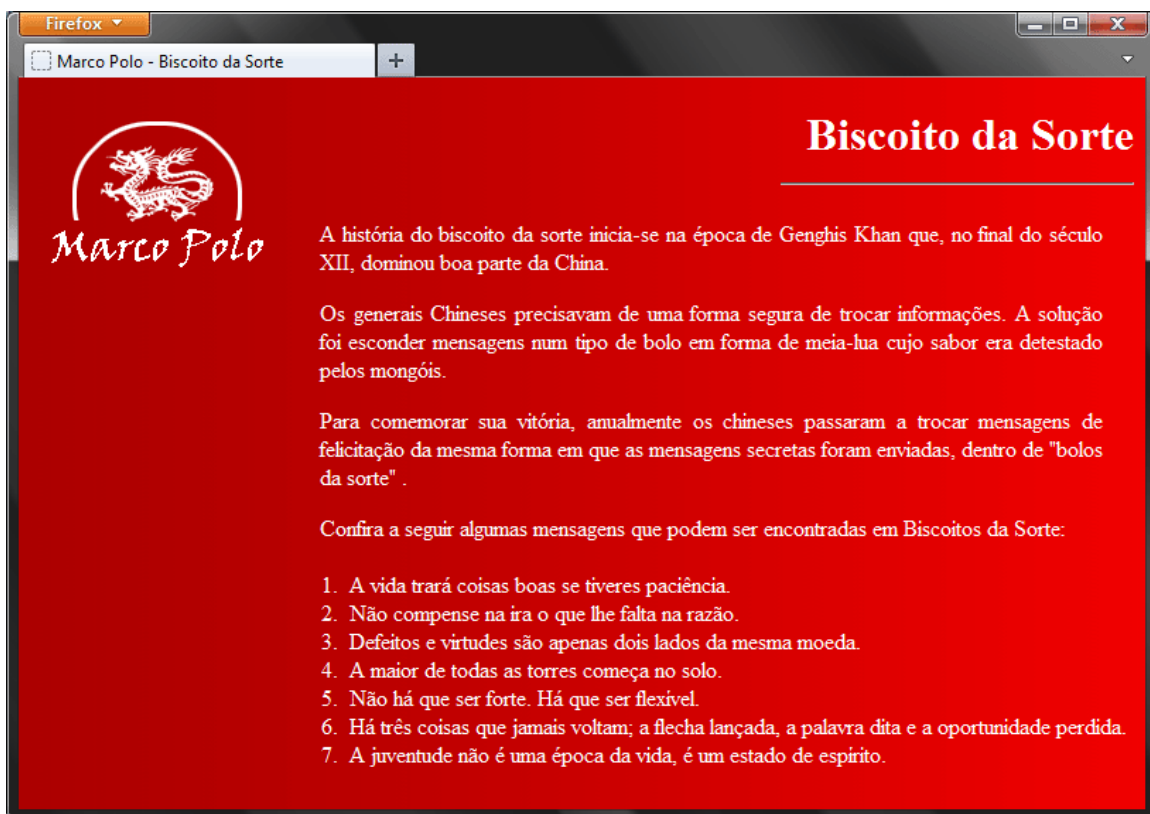 Firefox
Marco Polo - Biscoito da Sorte
Biscoito da Sorte
Marco Polo
A história do biscoito da sorte inicia-se na época de Genghis Khan que, no final do século
XII, dominou boa parte da China.
Os generais Chineses precisavam de uma forma segura de trocar informações. A solução
foi esconder mensagens num tipo de bolo em forma de meia-lua cujo sabor era detestado
pelos mongóis.
Para comemorar sua vitória, anualmente os chineses passaram a trocar mensagens de
felicitação da mesma forma em que as mensagens secretas foram enviadas, dentro de "bolos
da sorte" .
Confira a seguir algumas mensagens que podem ser encontradas em Biscoitos da Sorte:
1. A vida trará coisas boas se tiveres paciência.
2. Não compense na ira o que lhe falta na razão.
3. Defeitos e virtudes são apenas dois lados da mesma moeda.
4. A maior de todas as torres começa no solo.
5. Não há que ser forte. Há que ser flexível.
6. Há três coisas que jamais voltam; a flecha lançada, a palavra dita e a oportunidade perdida.
7. A juventude não é uma época da vida, é um estado de espírito.